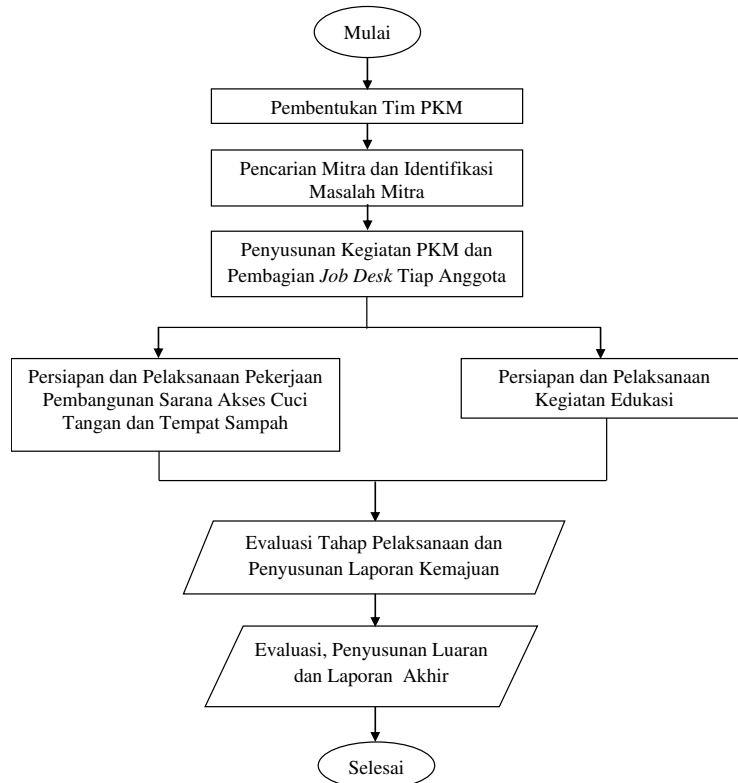 Mulai
Pembentukan Tim PKM
Pencarian Mitra dan Identifikasi
Masalah Mitra
Penyusunan Kegiatan PKM dan
Pembagian Job Desk Tiap Anggota
Persiapan dan Pelaksanaan Pekerjaan
Pembangunan Sarana Akses Cuci
Tangan dan Tempat Sampah
Persiapan dan Pelaksanaan
Kegiatan Edukasi
Evaluasi Tahap Pelaksanaan dan
Penyusunan Laporan Kemajuan
Evaluasi, Penyusunan Luaran
dan Laporan Akhir
Selesai